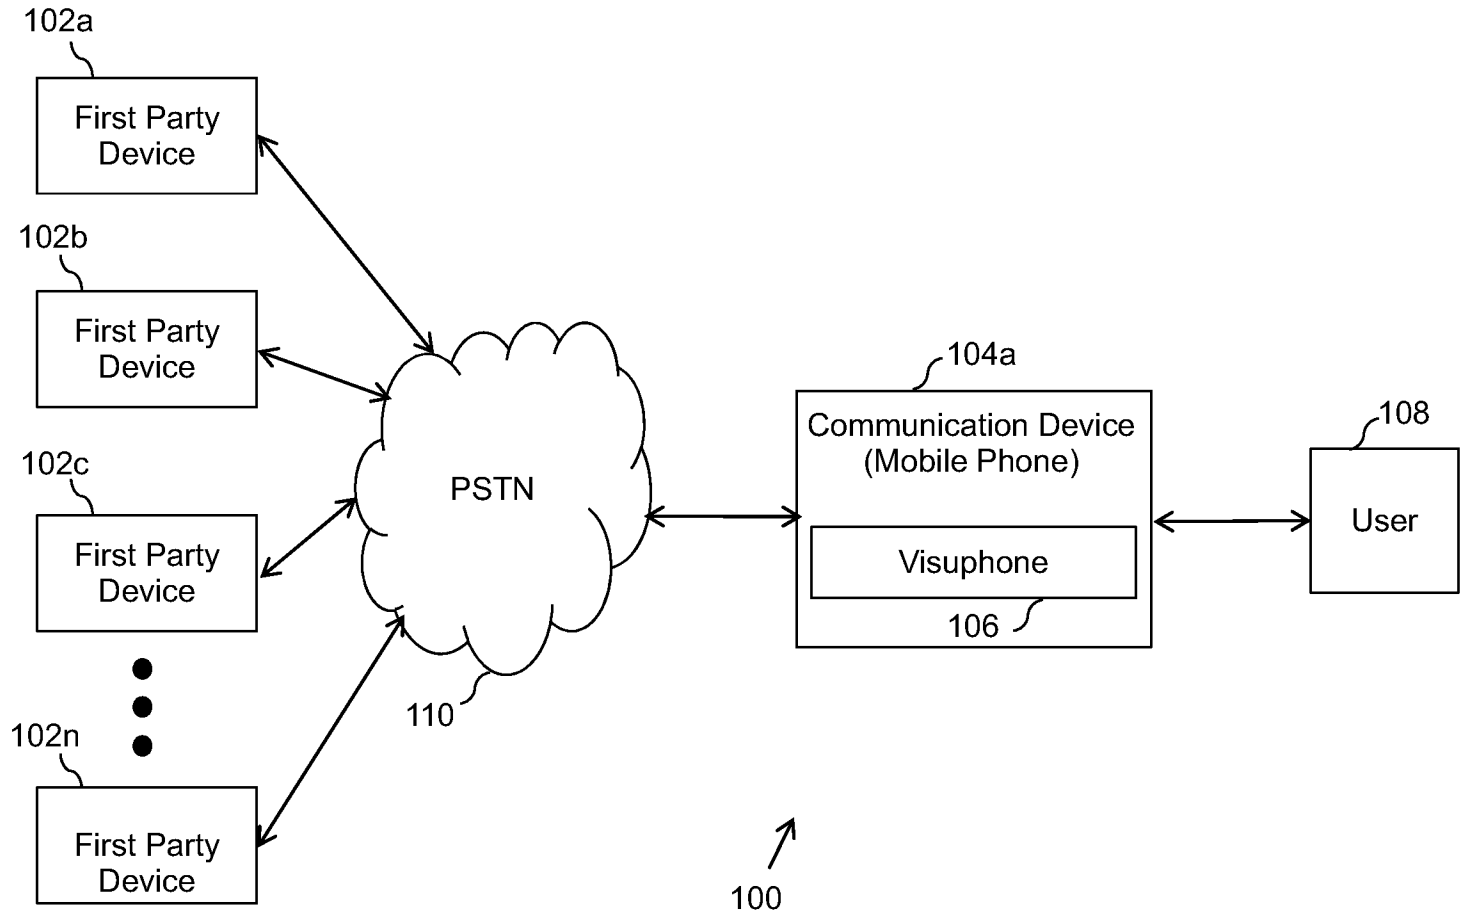 102a
First Party
Device
102b
First Party
Device
102c
First Party
Device
102n
First Party
Device
PSTN
110
104a
Communication Device
(Mobile Phone)
Visuphone
106
108
User
100